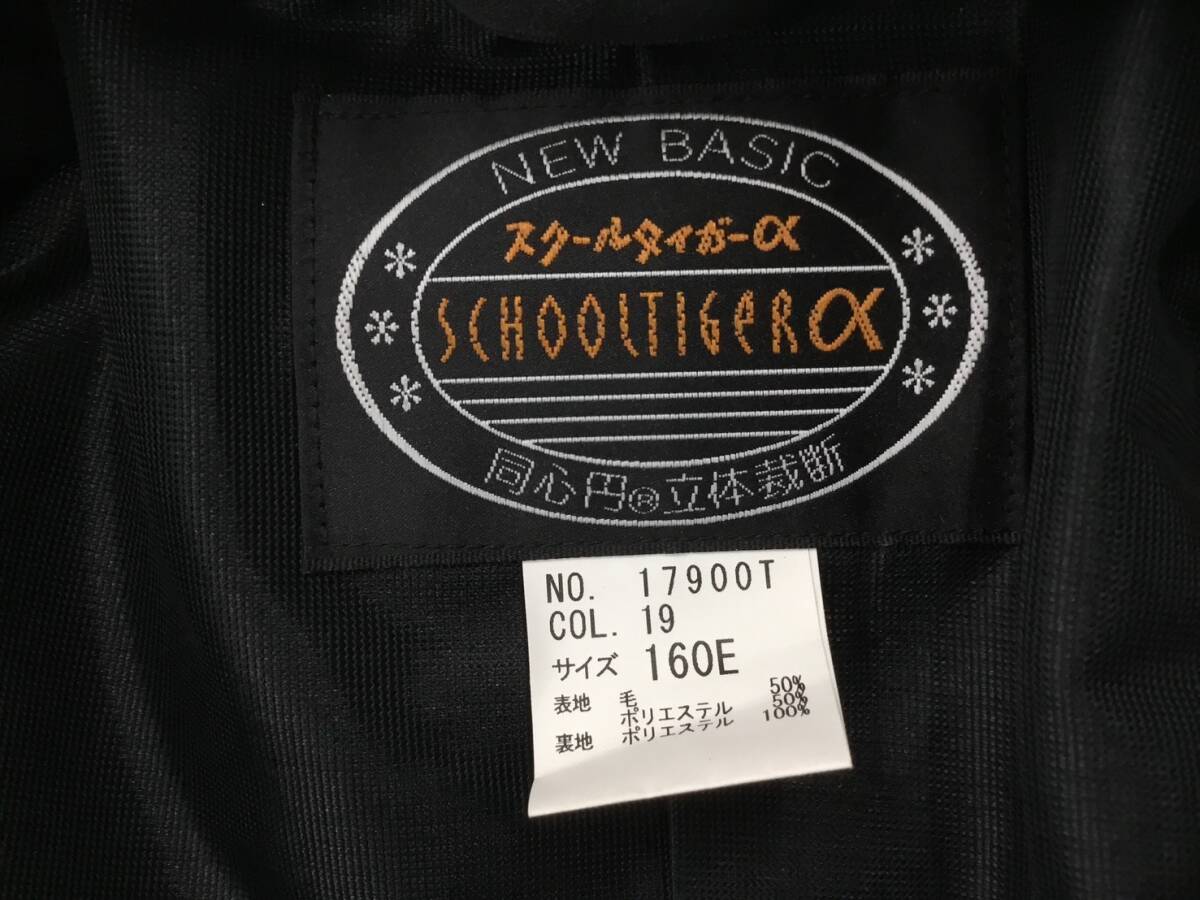 NEW BASIC
スクールタイガーα
SCHOOLTIGERα
同心円®立体裁断
NO. 17900T
COL. 19
サイズ 160E
表地 毛 50%
ポリエステル 50%
裏地 ポリエステル 100%